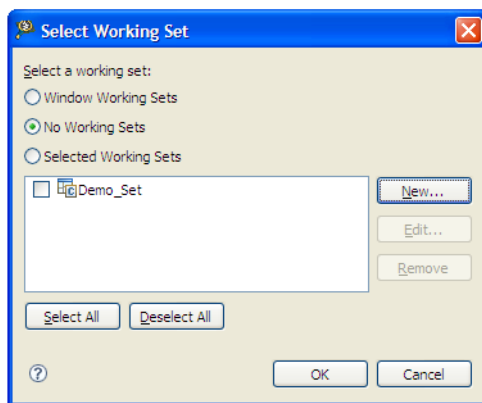 Select Working Set
Select a working set:
Window Working Sets
No Working Sets
Selected Working Sets
Demo_Set
New...
Edit...
Remove
Select All Deselect All
? OK Cancel